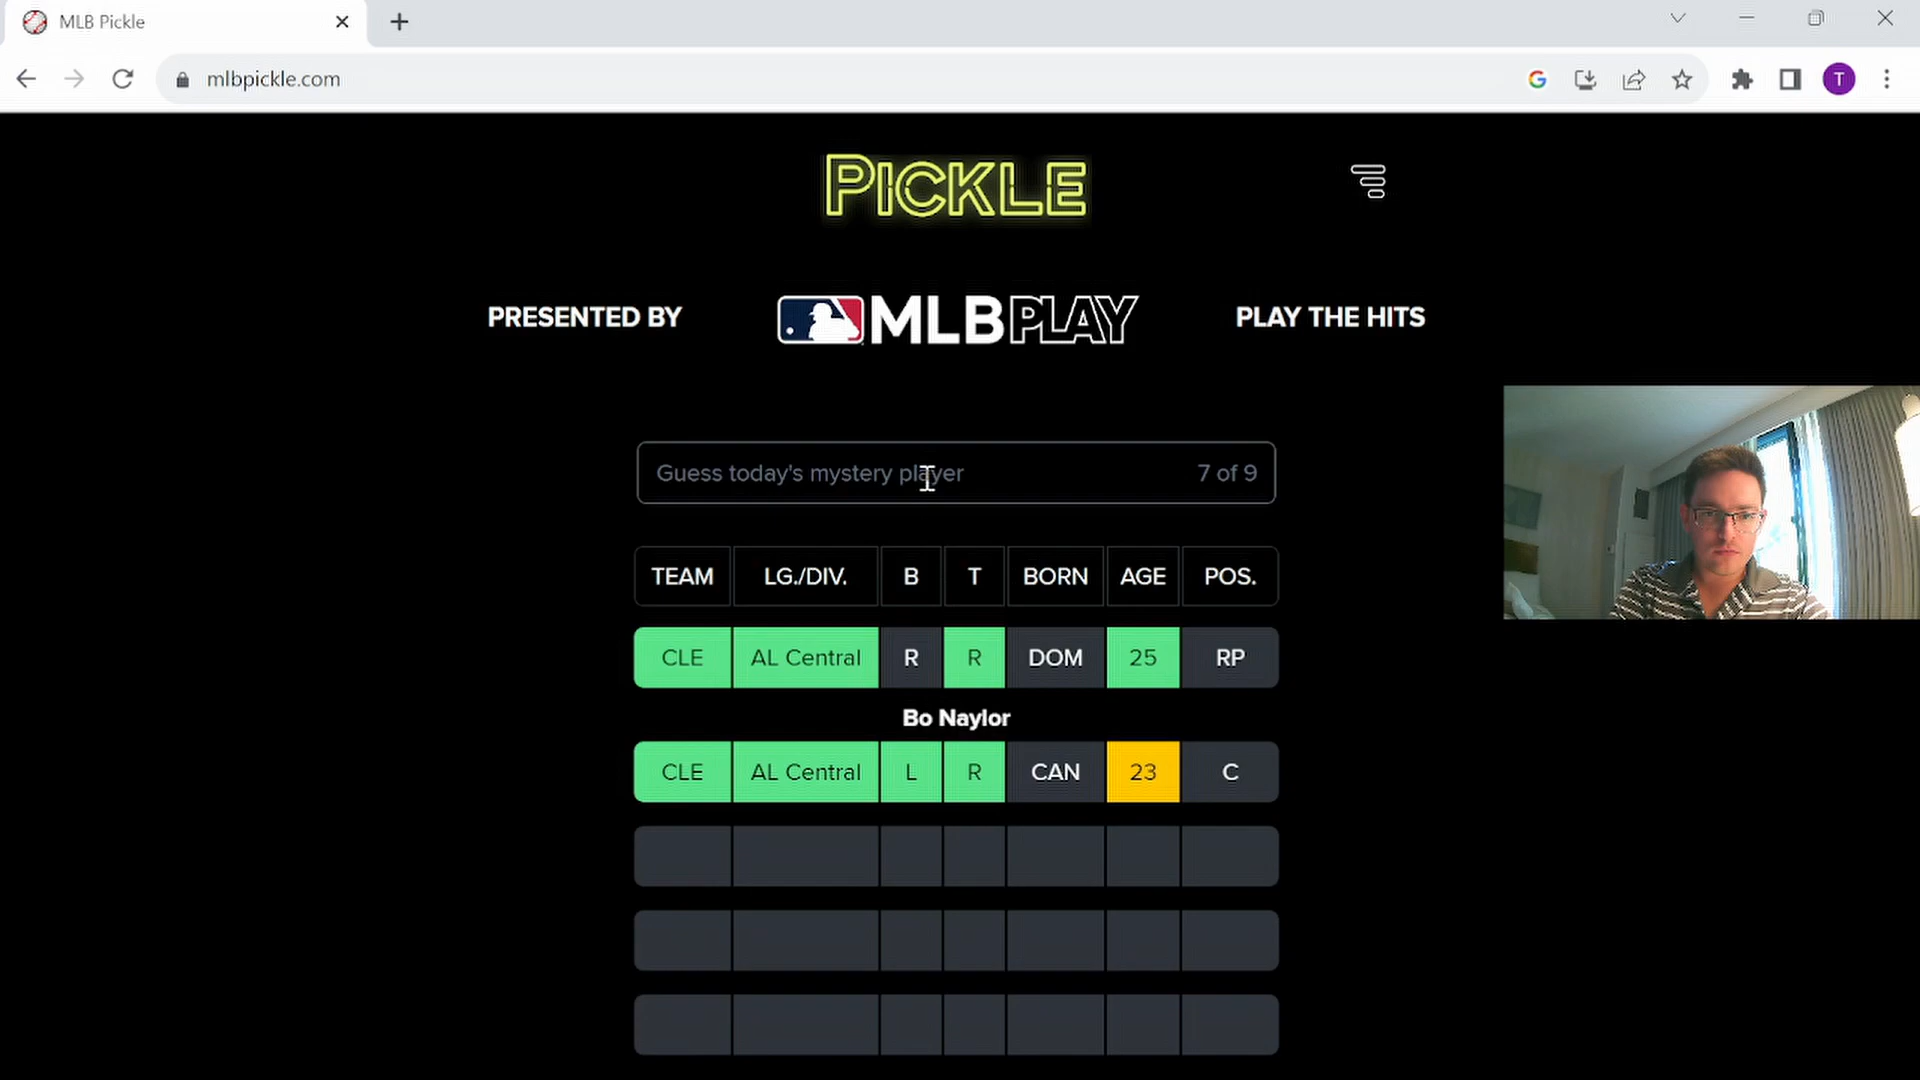 MLB Pickle
mlbpickle.com
T
PICKLE
PRESENTED BY
MLB PLAY
PLAY THE HITS
Guess today's mystery player
7 of 9
TEAM LG./DIV. B T BORN AGE POS.
CLE AL Central R R DOM 25 RP
Bo Naylor
CLE AL Central L R CAN 23 C